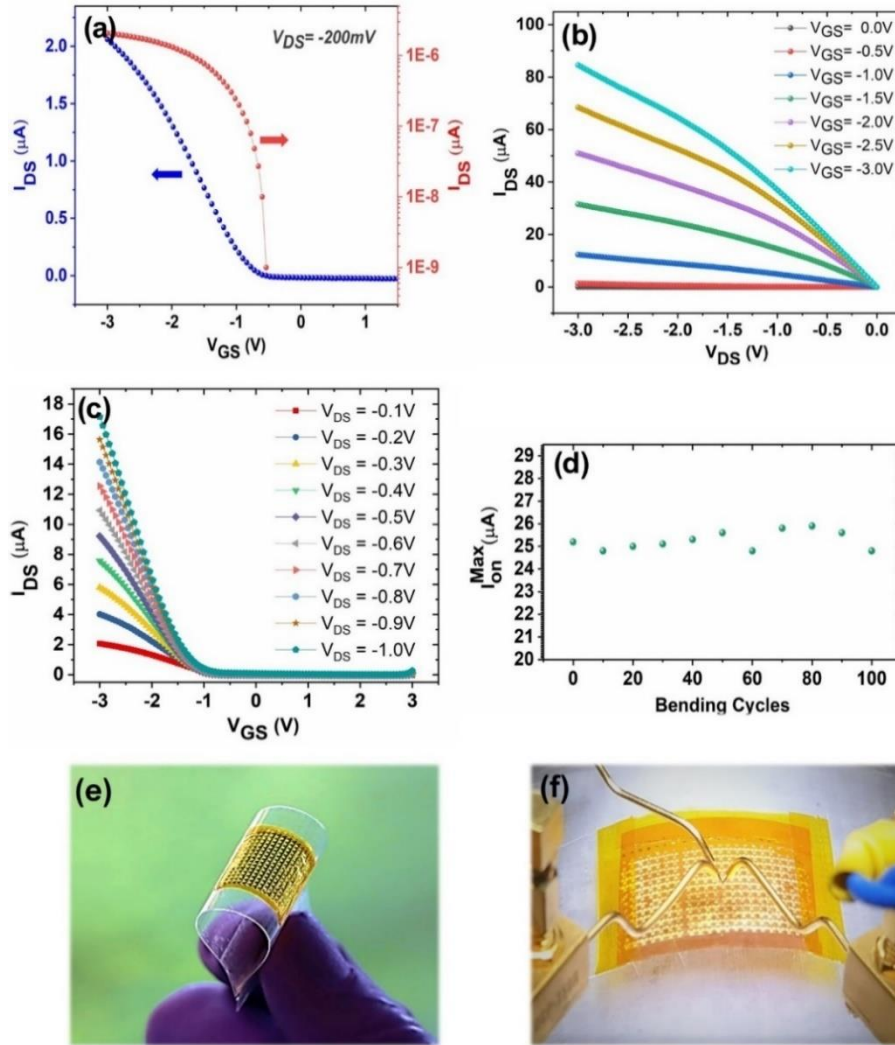 (a)
V_DS= -200mV
2.0
1.5
1.0
0.5
0.0
I_DS (μA)
1E-6
1E-7
1E-8
1E-9
I_DS (μA)
-3 -2 -1 0 1
V_GS (V)
(b)
V_GS= 0.0V
V_GS= -0.5V
V_GS= -1.0V
V_GS= -1.5V
V_GS= -2.0V
V_GS= -2.5V
V_GS= -3.0V
100
80
60
40
20
0
I_DS (μA)
-3.0 -2.5 -2.0 -1.5 -1.0 -0.5 0.0
V_DS (V)
(c)
V_DS = -0.1V
V_DS = -0.2V
V_DS = -0.3V
V_DS = -0.4V
V_DS = -0.5V
V_DS = -0.6V
V_DS = -0.7V
V_DS = -0.8V
V_DS = -0.9V
V_DS = -1.0V
18
16
14
12
10
8
6
4
2
0
I_DS (μA)
-3 -2 -1 0 1 2 3
V_GS (V)
(d)
29
28
27
26
25
24
23
22
21
20
I_on^Max (μA)
0 20 40 60 80 100
Bending Cycles
(e)
(f)